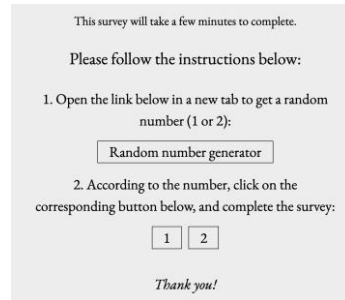 This survey will take a few minutes to complete.
Please follow the instructions below:
1. Open the link below in a new tab to get a random
number (1 or 2):
Random number generator
2. According to the number, click on the
corresponding button below, and complete the survey:
1 2
Thank you!